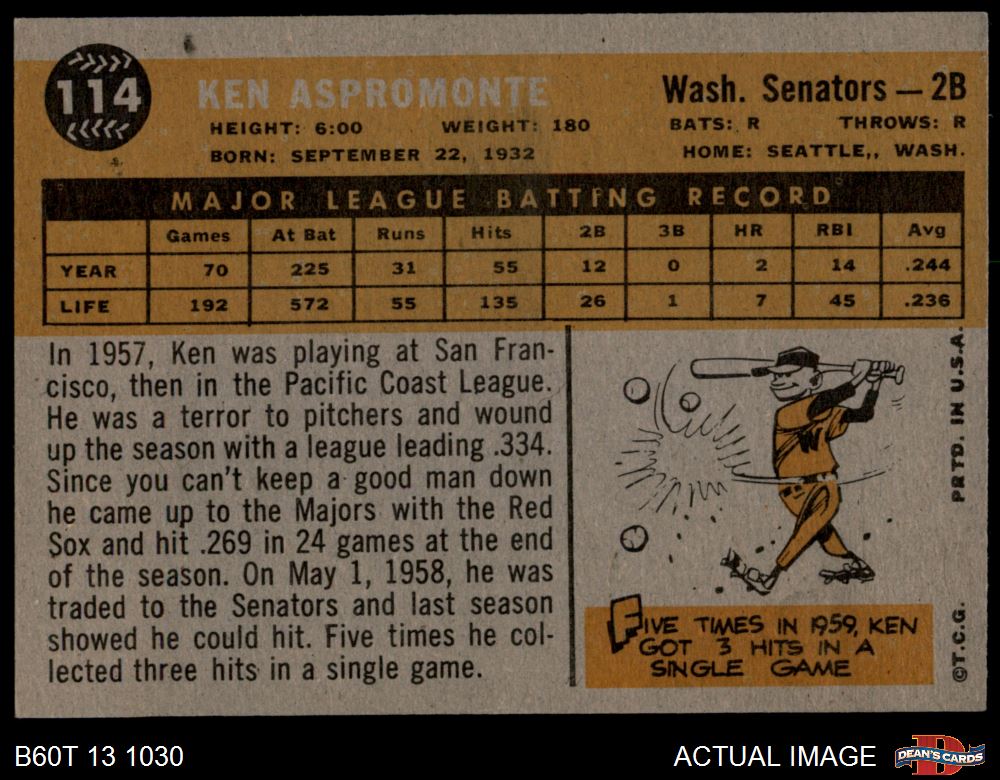 114
KEN ASPROMONTE
Wash. Senators — 2B
HEIGHT: 6:00 WEIGHT: 180 BATS: R THROWS: R
BORN: SEPTEMBER 22, 1932 HOME: SEATTLE,, WASH.
MAJOR LEAGUE BATTING RECORD
Games At Bat Runs Hits 2B 3B HR RBI Avg
YEAR 70 225 31 55 12 0 2 14 .244
LIFE 192 572 55 135 26 1 7 45 .236
In 1957, Ken was playing at San Fran-
cisco, then in the Pacific Coast League.
He was a terror to pitchers and wound
up the season with a league leading .334.
Since you can't keep a good man down
he came up to the Majors with the Red
Sox and hit .269 in 24 games at the end
of the season. On May 1, 1958, he was
traded to the Senators and last season
showed he could hit. Five times he col-
lected three hits in a single game.
W
FIVE TIMES IN 1959, KEN
GOT 3 HITS IN A
SINGLE GAME
©T.C.G. PRTD. IN U.S.A.
B60T 13 1030
ACTUAL IMAGE
D
DEAN'S CARDS